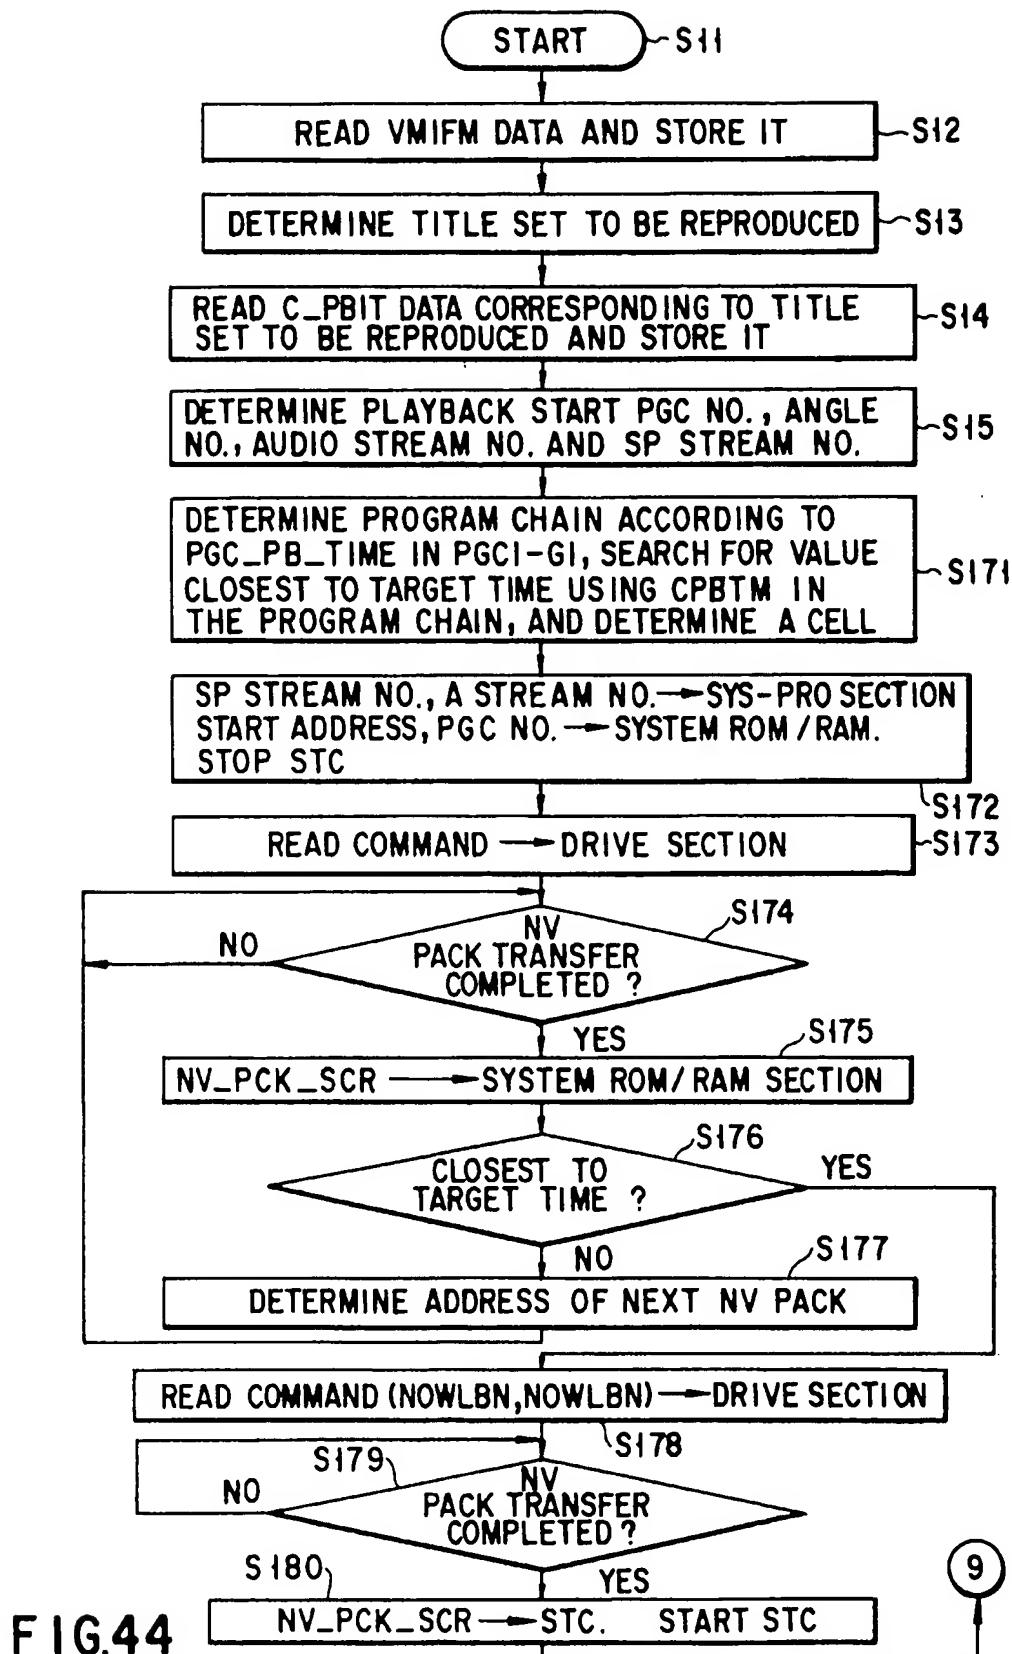 START
S11
READ VMIFM DATA AND STORE IT
S12
DETERMINE TITLE SET TO BE REPRODUCED
S13
READ C_PBIT DATA CORRESPONDING TO TITLE
SET TO BE REPRODUCED AND STORE IT
S14
DETERMINE PLAYBACK START PGC NO., ANGLE
NO., AUDIO STREAM NO. AND SP STREAM NO.
S15
DETERMINE PROGRAM CHAIN ACCORDING TO
PGC_PB_TIME IN PGCI-GI, SEARCH FOR VALUE
CLOSEST TO TARGET TIME USING CPBTM IN
THE PROGRAM CHAIN, AND DETERMINE A CELL
S171
SP STREAM NO., A STREAM NO. → SYS-PRO SECTION
START ADDRESS, PGC NO. → SYSTEM ROM/RAM.
STOP STC
S172
READ COMMAND → DRIVE SECTION
S173
S174
NV
PACK TRANSFER
COMPLETED ?
NO
YES
S175
NV_PCK_SCR → SYSTEM ROM/RAM SECTION
S176
CLOSEST TO
TARGET TIME ?
YES
NO
S177
DETERMINE ADDRESS OF NEXT NV PACK
READ COMMAND (NOWLBN,NOWLBN) → DRIVE SECTION
S178
S179
NV
PACK TRANSFER
COMPLETED ?
NO
YES
S180
NV_PCK_SCR → STC. START STC
9
FIG.44